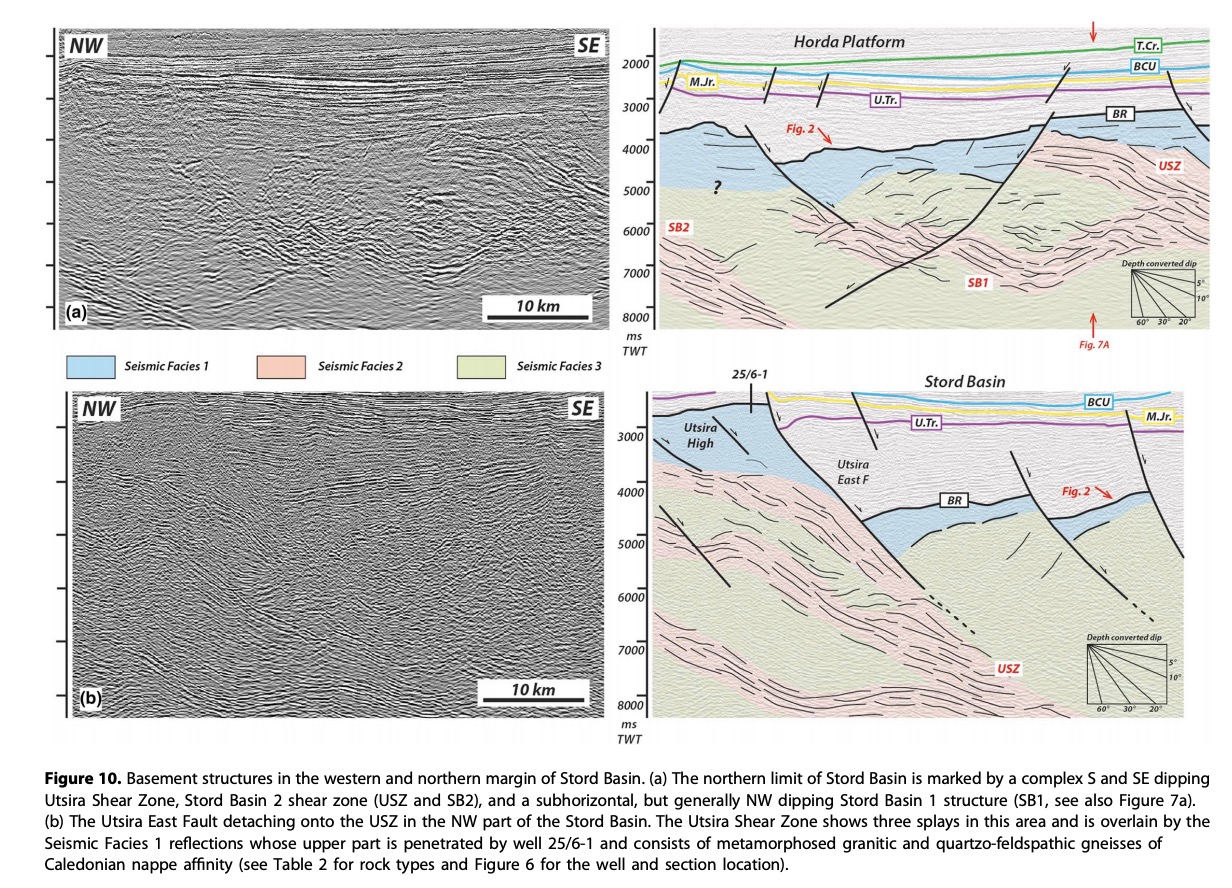 NW
SE
Horda Platform
T.Cr.
BCU
M.Jr.
U.Tr.
BR
Fig. 2
USZ
?
SB2
SB1
2000
3000
4000
5000
6000
7000
8000
ms
TWT
Depth converted dip
5°
10°
60° 30° 20°
Fig. 7A
(a)
10 km
Seismic Facies 1
Seismic Facies 2
Seismic Facies 3
NW
SE
25/6-1
Stord Basin
BCU
M.Jr.
U.Tr.
Utsira
High
Utsira
East F
BR
Fig. 2
USZ
3000
4000
5000
6000
7000
8000
ms
TWT
Depth converted dip
5°
10°
60° 30° 20°
(b)
10 km
Figure 10. Basement structures in the western and northern margin of Stord Basin. (a) The northern limit of Stord Basin is marked by a complex S and SE dipping
Utsira Shear Zone, Stord Basin 2 shear zone (USZ and SB2), and a subhorizontal, but generally NW dipping Stord Basin 1 structure (SB1, see also Figure 7a).
(b) The Utsira East Fault detaching onto the USZ in the NW part of the Stord Basin. The Utsira Shear Zone shows three splays in this area and is overlain by the
Seismic Facies 1 reflections whose upper part is penetrated by well 25/6-1 and consists of metamorphosed granitic and quartzo-feldspathic gneisses of
Caledonian nappe affinity (see Table 2 for rock types and Figure 6 for the well and section location).